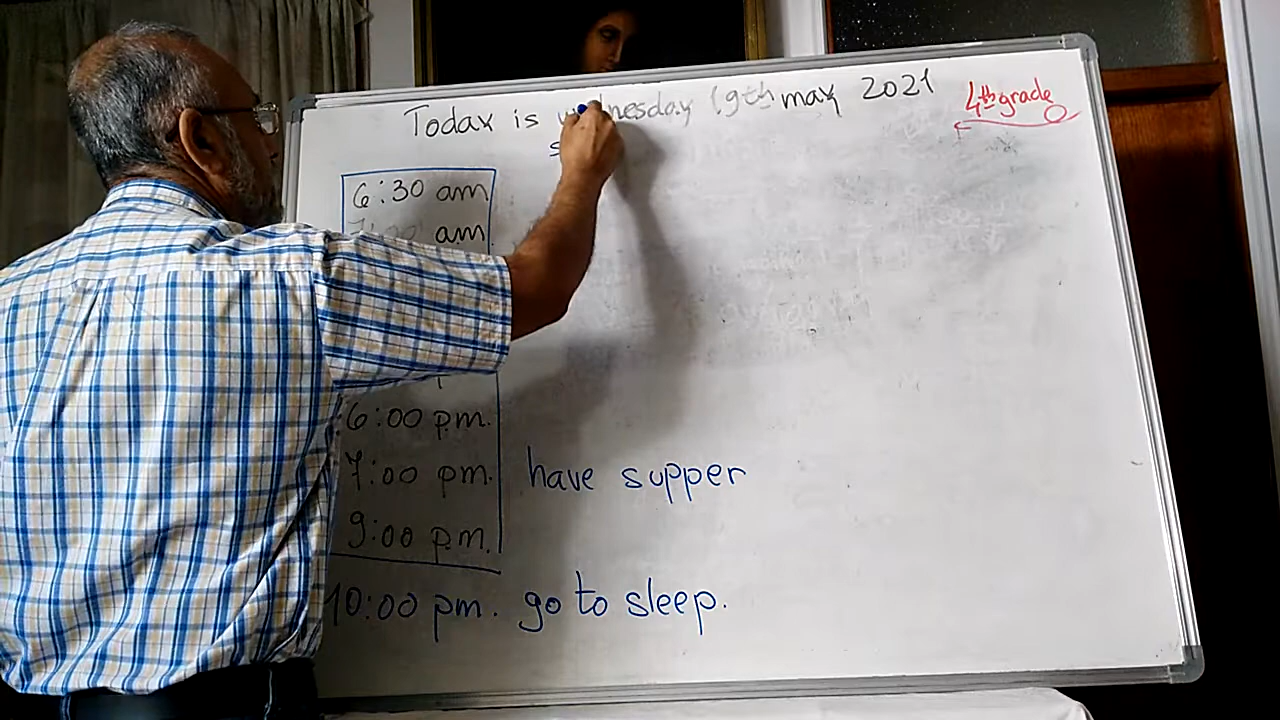 Today is wednesday 19th may 2021
4th grade
6:30 am
7:00 am
6:00 pm.
7:00 pm. have supper
9:00 pm.
10:00 pm. go to sleep.